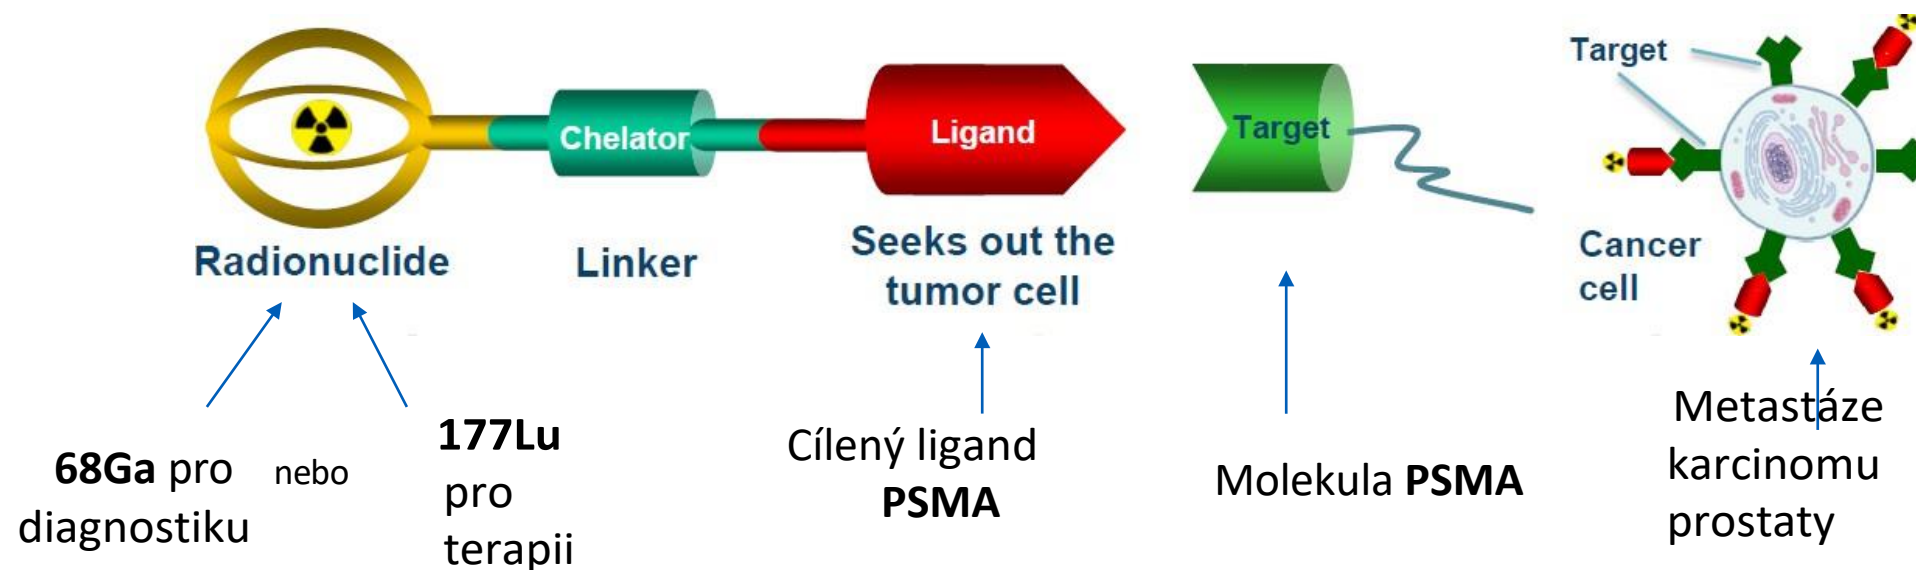 Radionuclide
Chelator
Linker
Ligand
Seeks out the
tumor cell
Target
Target
Cancer
cell
68Ga pro
diagnostiku
nebo
177Lu
pro
terapii
Cílený ligand
PSMA
Molekula PSMA
Metastáze
karcinomu
prostaty